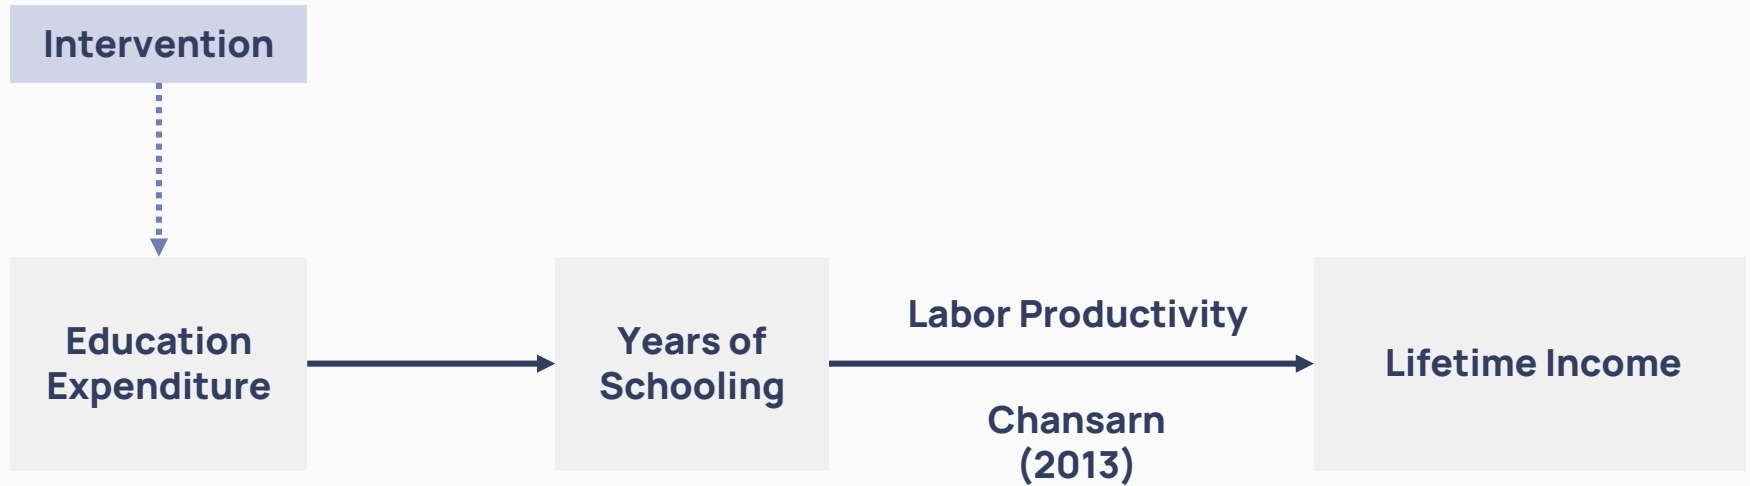 Intervention
Education
Expenditure
Years of
Schooling
Labor Productivity
Chansarn
(2013)
Lifetime Income